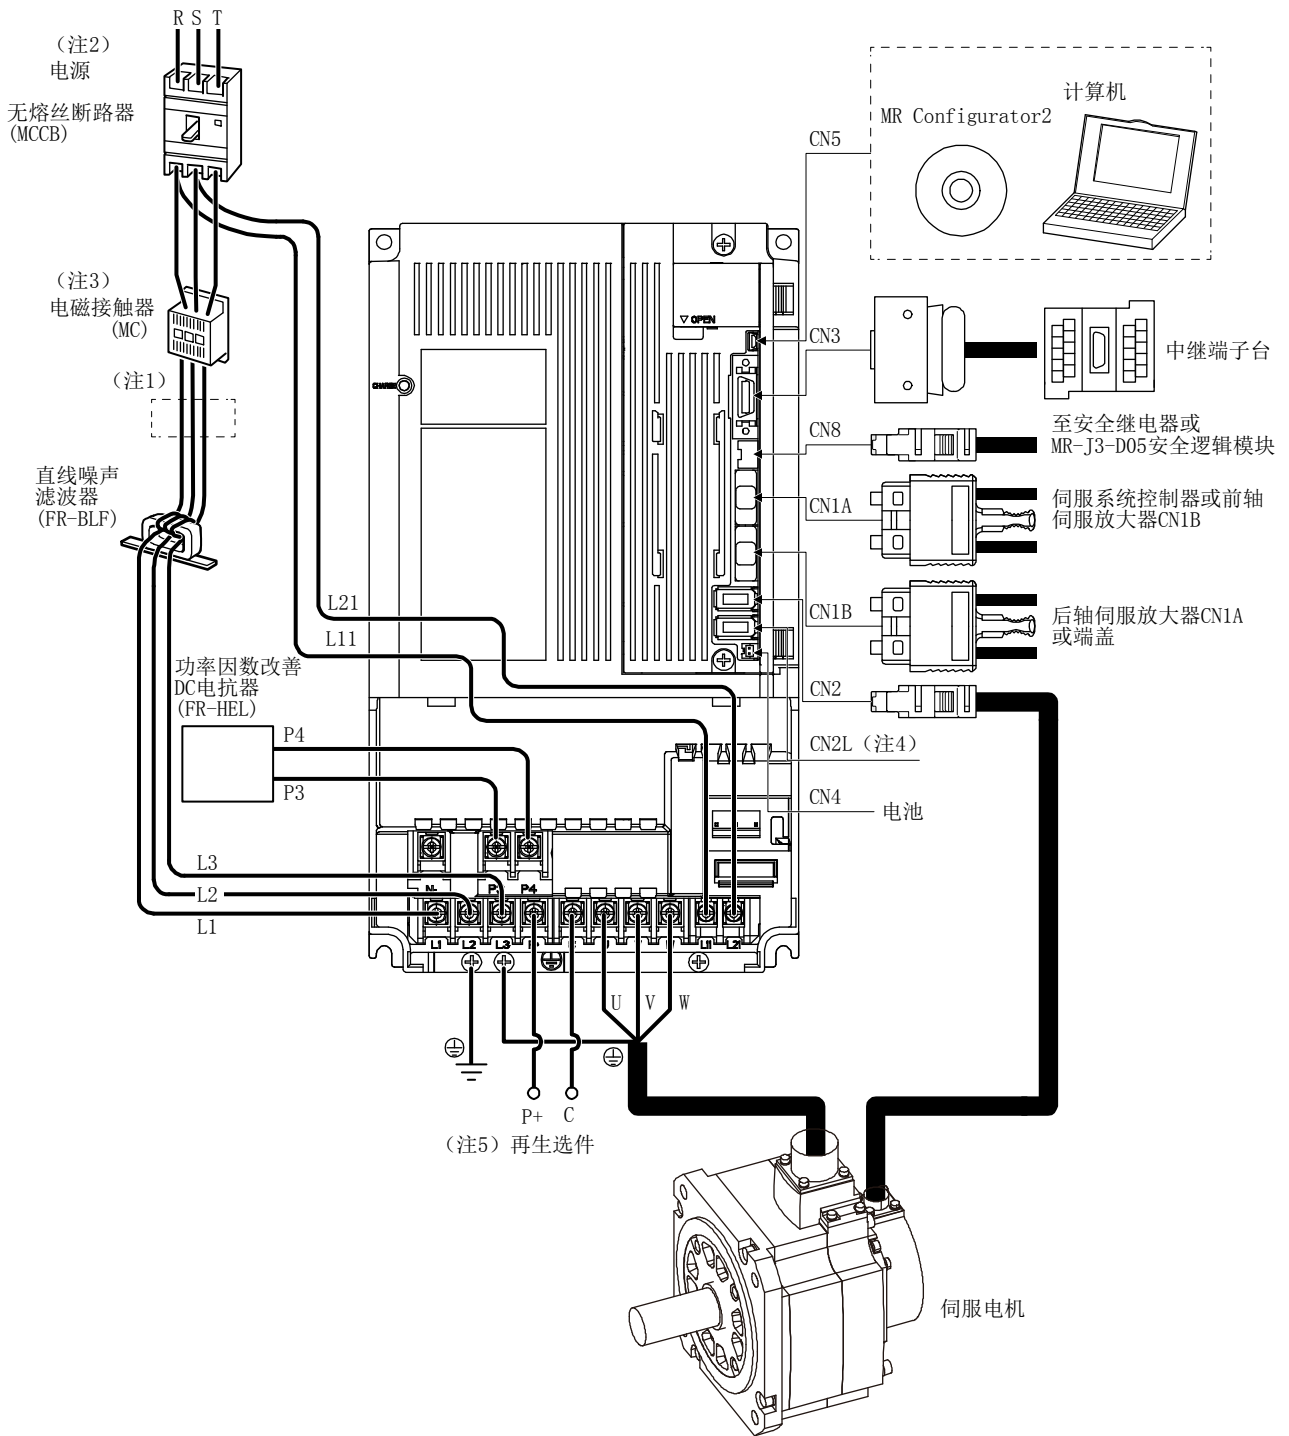 R S T
（注2）
电源
无熔丝断路器
(MCCB)
（注3）
电磁接触器
(MC)
（注1）
直线噪声
滤波器
(FR-BLF)
L21
L11
功率因数改善
DC电抗器
(FR-HEL)
P4
P3
L3
L2
L1
▽ OPEN
CHARGE
N-
P3 P4
L1 L2 L3 P+ C U V W L11 L21
U V W
P+ C
（注5）再生选件
CN5
MR Configurator2
计算机
CN3
中继端子台
CN8
至安全继电器或
MR-J3-D05安全逻辑模块
CN1A
伺服系统控制器或前轴
伺服放大器CN1B
CN1B
后轴伺服放大器CN1A
或端盖
CN2
CN2L（注4）
CN4
电池
伺服电机